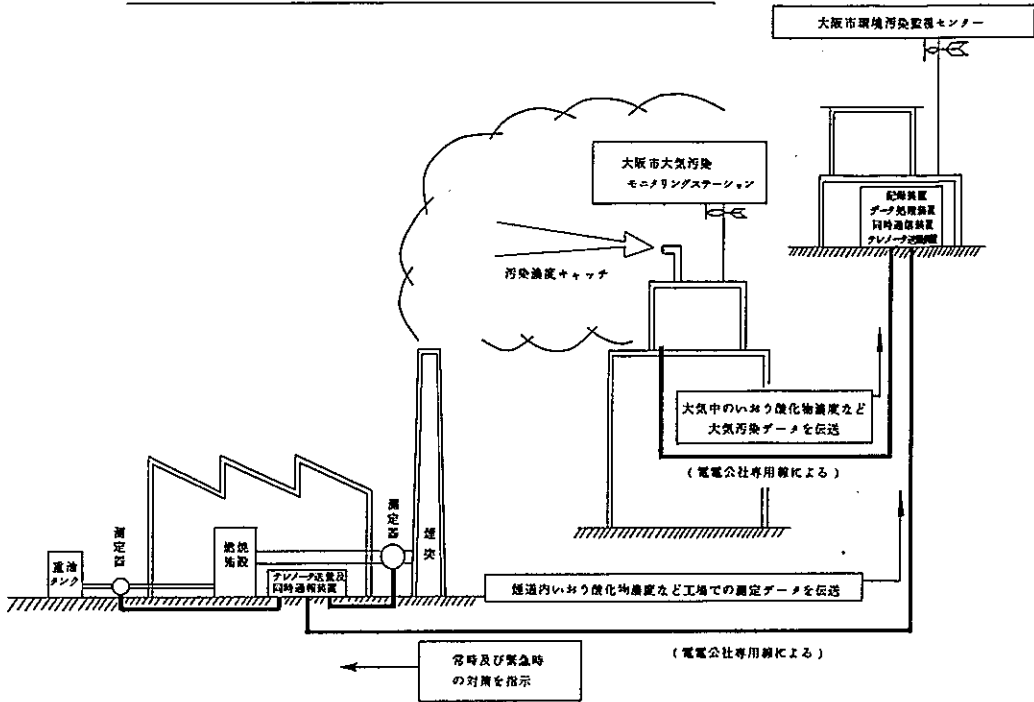 大阪市環境汚染監視センター
大阪市大気汚染
モニタリングステーション
記録装置
データ処理装置
同時通信装置
汚染濃度キャッチ
大気中のいおう酸化物濃度など
大気汚染データを伝送
(電電公社専用線による)
測定器
煙突
測定器
燃焼
施設
重油
タンク
テレメータ送量及
同時通報装置
煙道内いおう酸化物濃度など工場での測定データを伝送
(電電公社専用線による)
常時及び緊急時
の対策を指示